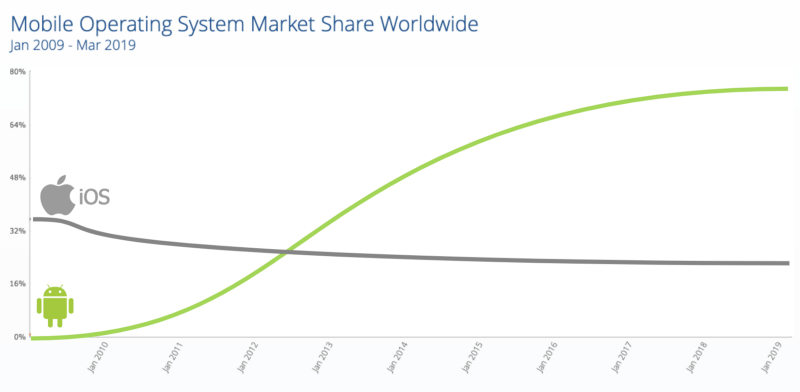 Mobile Operating System Market Share Worldwide
Jan 2009 - Mar 2019
80%
64%
48%
iOS
32%
16%
0%
Jan 2010
Jan 2011
Jan 2012
Jan 2013
Jan 2014
Jan 2015
Jan 2016
Jan 2017
Jan 2018
Jan 2019